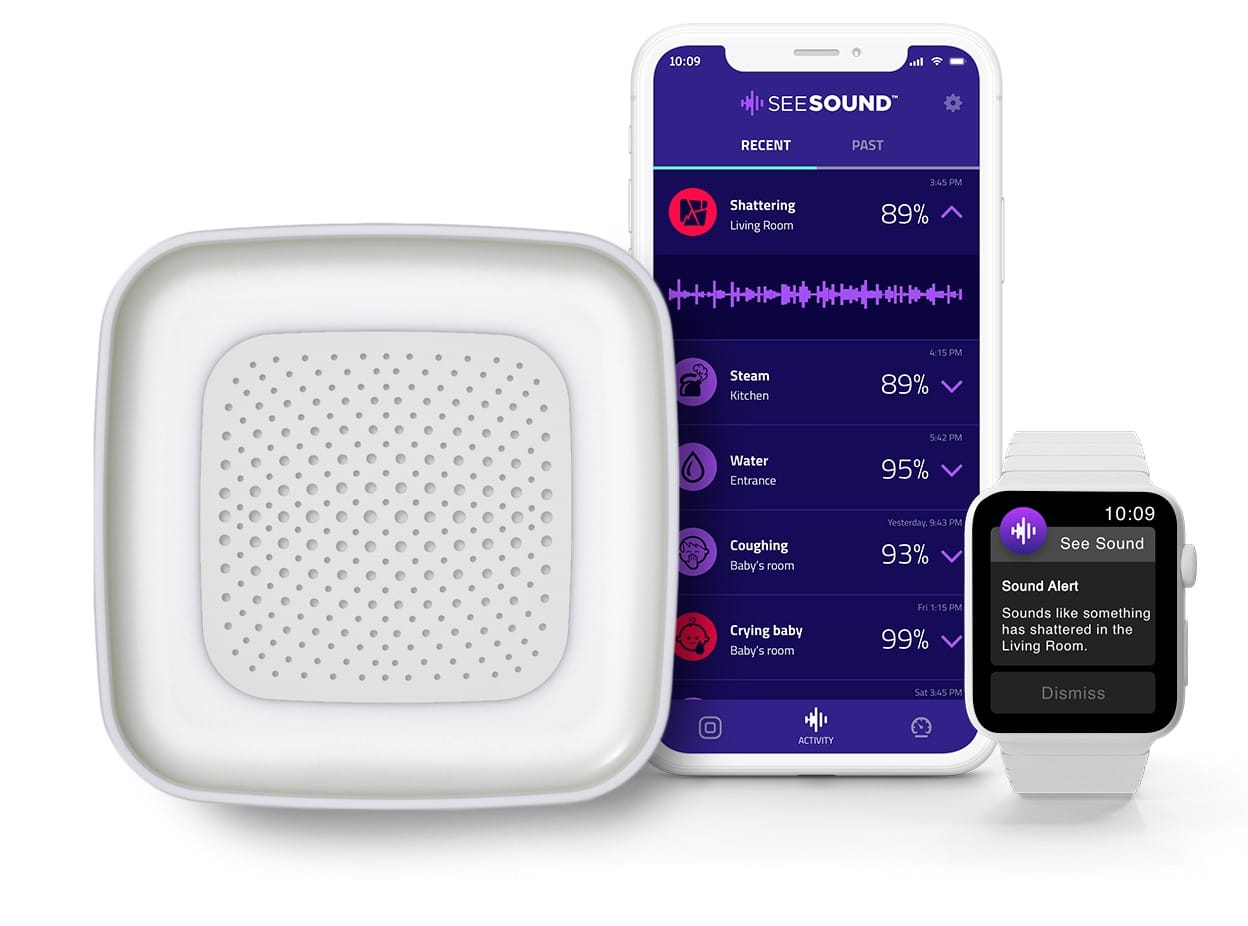 10:09
SEESOUND™
RECENT
PAST
3:45 PM
Shattering
89%
Living Room
4:15 PM
Steam
89%
Kitchen
5:42 PM
Water
95%
Entrance
Yesterday, 9:43 PM
Coughing
93%
Baby's room
Fri 1:15 PM
Crying baby
99%
Baby's room
Sat 3:45 PM
ACTIVITY
10:09
See Sound
Sound Alert
Sounds like something
has shattered in the
Living Room.
Dismiss